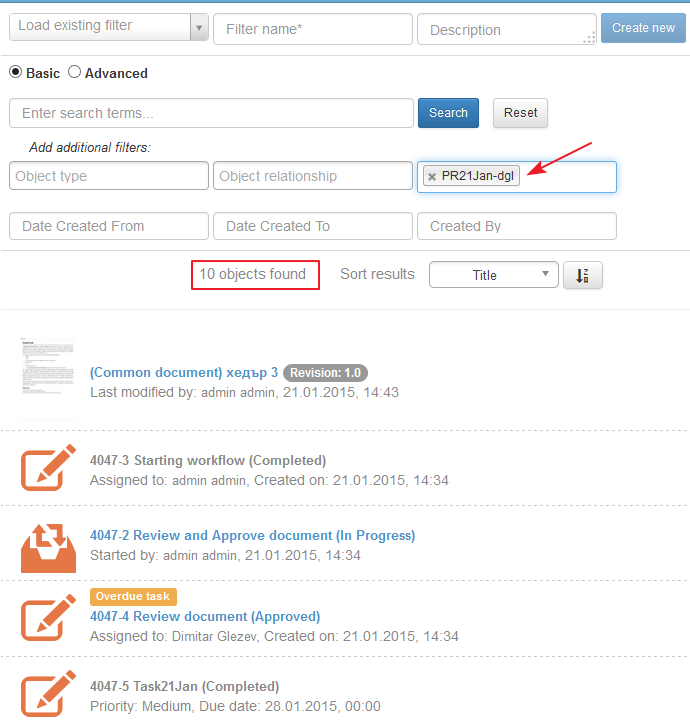 Load existing filter
Filter name*
Description
Create new
Basic
Advanced
Enter search terms...
Search
Reset
Add additional filters:
Object type
Object relationship
× PR21Jan-dgl
Date Created From
Date Created To
Created By
10 objects found
Sort results
Title
(Common document) хедър 3 Revision: 1.0
Last modified by: admin admin, 21.01.2015, 14:43
4047-3 Starting workflow (Completed)
Assigned to: admin admin, Created on: 21.01.2015, 14:34
4047-2 Review and Approve document (In Progress)
Started by: admin admin, 21.01.2015, 14:34
Overdue task
4047-4 Review document (Approved)
Assigned to: Dimitar Glezev, Created on: 21.01.2015, 14:34
4047-5 Task21Jan (Completed)
Priority: Medium, Due date: 28.01.2015, 00:00